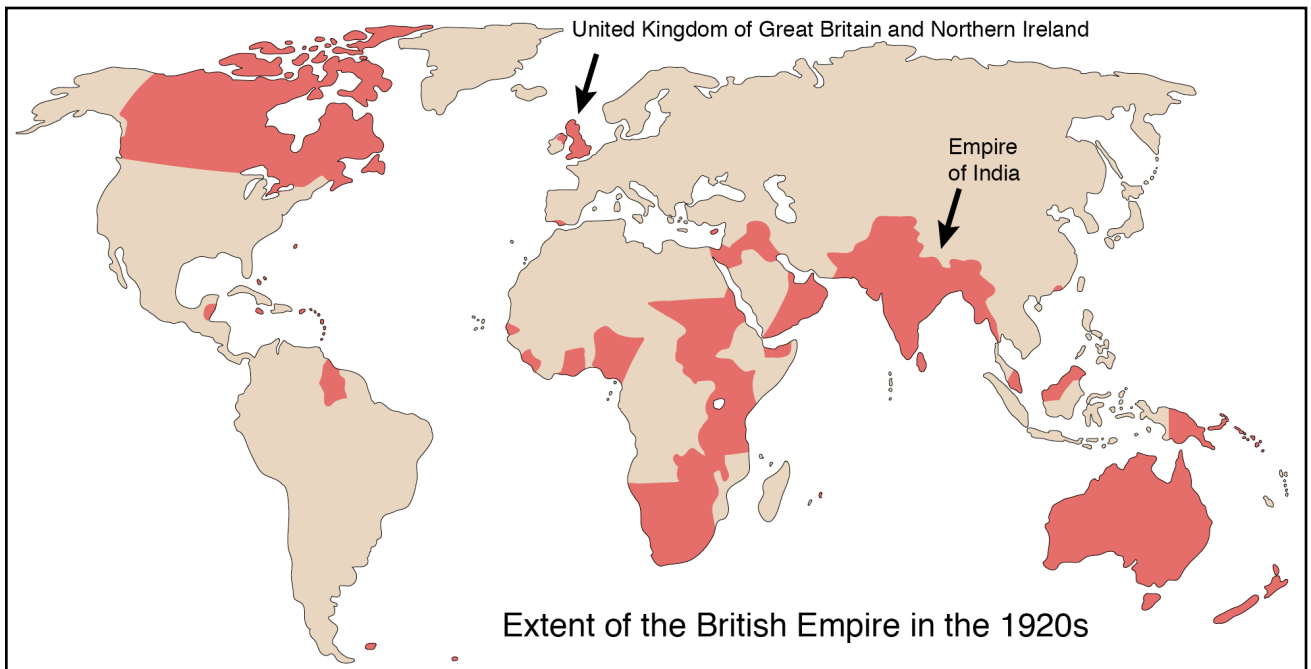 United Kingdom of Great Britain and Northern Ireland
Empire
of India
Extent of the British Empire in the 1920s